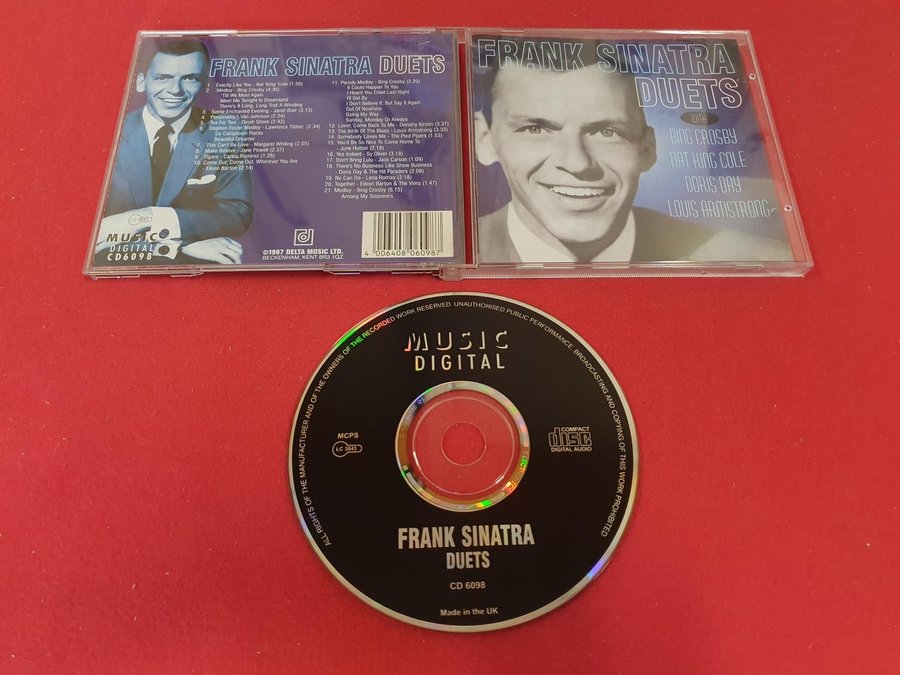 FRANK SINATRA DUETS
1. Exactly Like You - Nat 'King' Cole (1.50)
2. Medley - Bing Crosby (4.35)
Till We Meet Again
Meet Me Tonight In Dreamland
There's A Long, Long Trail A-Winding
3. Some Enchanted Evening - Janet Blair (3.13)
4. Personality - Van Johnson (2.24)
5. Tea For Two - Dinah Shore (2.42)
6. Stephen Foster Medley - Lawrence Tibbet (2.34)
De Camptown Races
Beautiful Dreamer
7. This Can't Be Love - Margaret Whiting (2.05)
8. Make Believe - Jane Powell (2.37)
9. Figaro - Carlos Ramirez (1.26)
10. Come Out, Come Out, Wherever You Are
- Eileen Barton (2.14)
11. Parody Medley - Bing Crosby (2.20)
It Could Happen To You
I Heard You Cried Last Night
I'll Get By
I Don't Believe It, But Say It Again
Out Of Nowhere
Going My Way
Sunday, Monday Or Always
12. Lover, Come Back To Me - Dorothy Kirstin (3.37)
13. The Birth Of The Blues - Louis Armstrong (3.33)
14. Somebody Loves Me - The Pied Pipers (1.53)
15. You'd Be So Nice To Come Home To
- June Hutton (2.18)
16. Yes Indeed - Sy Oliver (3.18)
17. Don't Bring Lulu - Jack Carson (1.09)
18. There's No Business Like Show Business
- Doris Day & The Hit Paraders (1.19)
19. No Can Do - Lena Romay (2.18)
20. Together - Eileen Barton & The Vims (1.47)
21. Medley - Bing Crosby (6.15)
Among My Souvenirs
LC 3843
MUSIC
DIGITAL
CD6098
©1997 DELTA MUSIC LTD.
BECKENHAM, KENT BR3 1QZ
4 006408 060987
FRANK SINATRA
DUETS
WITH
BING CROSBY
NAT KING COLE
DORIS DAY
LOUIS ARMSTRONG
ALL RIGHTS OF THE MANUFACTURER AND OF THE OWNERS OF THE RECORDED WORK RESERVED. UNAUTHORISED PUBLIC PERFORMANCE. BROADCASTING AND COPYING OF THIS WORK PROHIBITED
MUSIC
DIGITAL
MCPS
LC 3843
COMPACT
disc
DIGITAL AUDIO
FRANK SINATRA
DUETS
CD 6098
Made in the UK